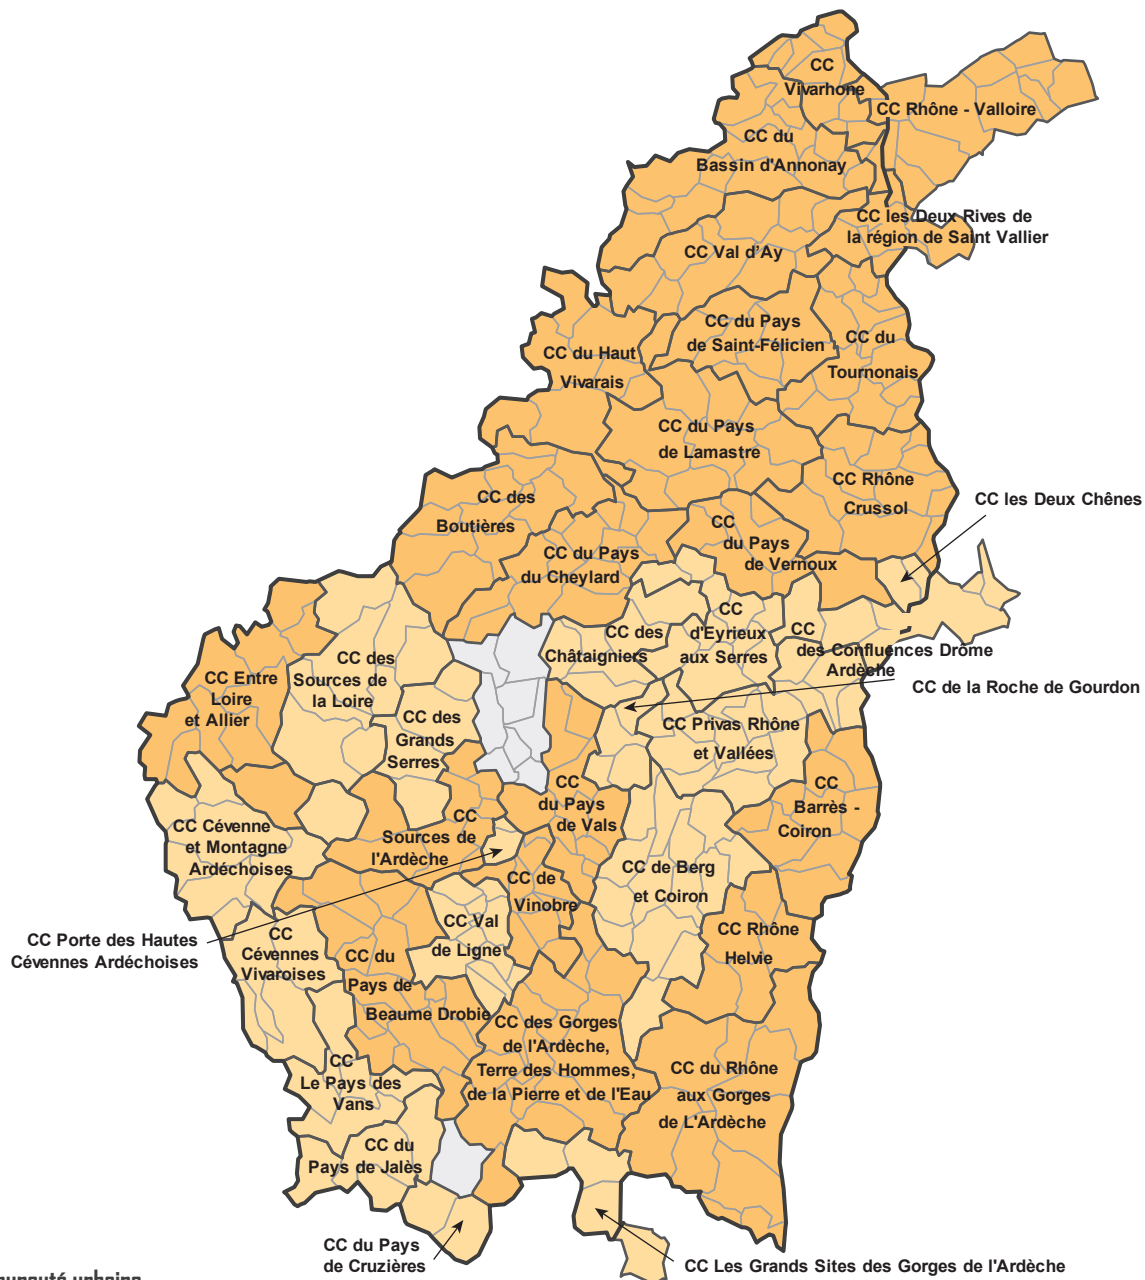 CC
Vivarhone
CC Rhône - Valloire
CC du
Bassin d'Annonay
CC les Deux Rives de
la région de Saint Vallier
CC Val d'Ay
CC du Pays
de Saint-Félicien
CC du
Tournonais
CC du Haut
Vivarais
CC du Pays
de Lamastre
CC Rhône
Crussol
CC les Deux Chênes
CC des
Boutières
CC
du Pays
de Vernoux
CC du Pays
du Cheylard
CC des
Châtaigniers
CC
d'Eyrieux
aux Serres
CC
des Confluences Drôme
Ardèche
CC de la Roche de Gourdon
CC des
Sources de
la Loire
CC Entre
Loire
et Allier
CC des
Grands
Serres
CC Privas Rhône
et Vallées
CC
du Pays
de Vals
CC
Barrès -
Coiron
CC
Sources de
l'Ardèche
CC Cévenne
et Montagne
Ardéchoises
CC de Berg
et Coiron
CC de
Vinobre
CC Val
de Ligne
CC Rhône
Helvie
CC Porte des Hautes
Cévennes Ardéchoises
CC
Cévennes
Vivaroises
CC du
Pays de
Beaume Drobie
CC des Gorges
de l'Ardèche,
Terre des Hommes,
de la Pierre et de l'Eau
CC
Le Pays des
Vans
CC du Rhône
aux Gorges
de L'Ardèche
CC du
Pays de Jalès
CC du Pays
de Cruzières
CC Les Grands Sites des Gorges de l'Ardèche